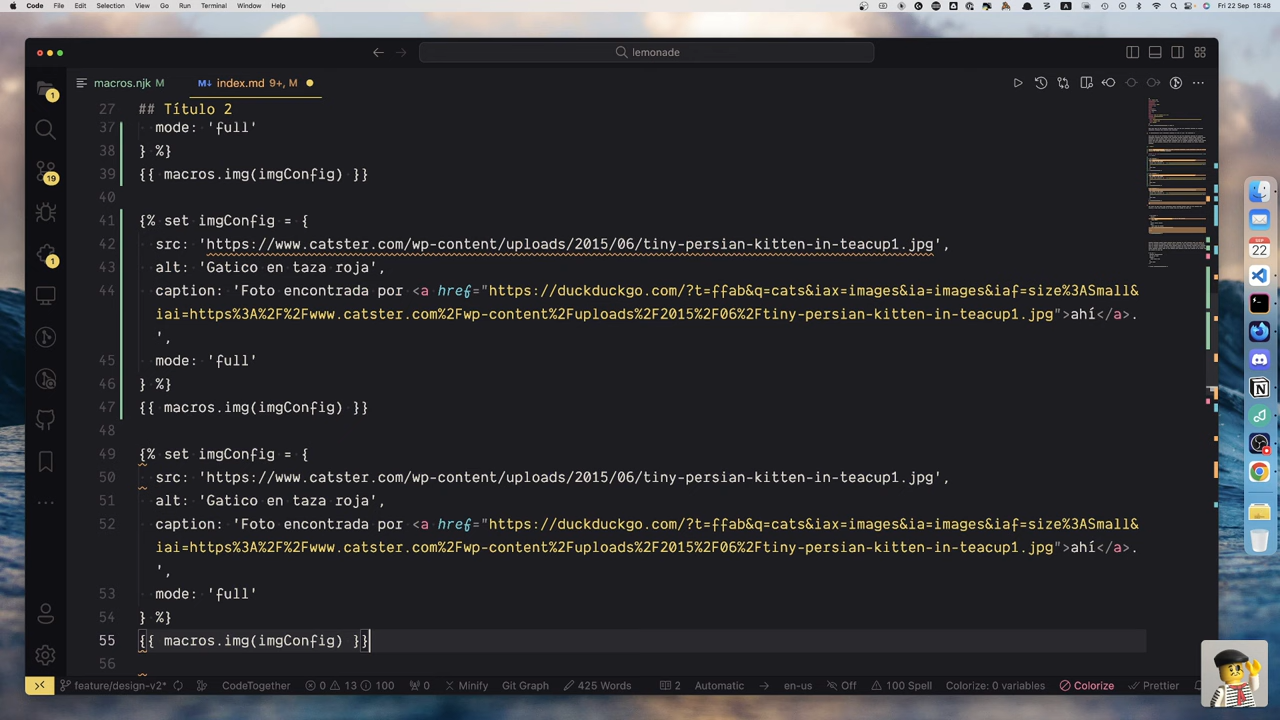 Code File Edit Selection View Go Run Terminal Window Help
Fri 22 Sep 18:48
lemonade
macros.njk M
index.md 9+, M
27 ## Título 2
37 mode: 'full'
38 } %}
39 {{ macros.img(imgConfig) }}
40
41 {% set imgConfig = {
42 src: 'https://www.catster.com/wp-content/uploads/2015/06/tiny-persian-kitten-in-teacup1.jpg',
43 alt: 'Gatico en taza roja',
44 caption: 'Foto encontrada por <a href="https://duckduckgo.com/?t=ffab&q=cats&iax=images&ia=images&iaf=size%3ASmall&
iai=https%3A%2F%2Fwww.catster.com%2Fwp-content%2Fuploads%2F2015%2F06%2Ftiny-persian-kitten-in-teacup1.jpg">ahí</a>.
',
45 mode: 'full'
46 } %}
47 {{ macros.img(imgConfig) }}
48
49 {% set imgConfig = {
50 src: 'https://www.catster.com/wp-content/uploads/2015/06/tiny-persian-kitten-in-teacup1.jpg',
51 alt: 'Gatico en taza roja',
52 caption: 'Foto encontrada por <a href="https://duckduckgo.com/?t=ffab&q=cats&iax=images&ia=images&iaf=size%3ASmall&
iai=https%3A%2F%2Fwww.catster.com%2Fwp-content%2Fuploads%2F2015%2F06%2Ftiny-persian-kitten-in-teacup1.jpg">ahí</a>.
',
53 mode: 'full'
54 } %}
55 {{ macros.img(imgConfig) }}
56
1
19
1
SEP
22
feature/design-v2* CodeTogether 0 13 100 0 Minify Git Graph 425 Words 2 Automatic en-us Off 100 Spell Colorize: 0 variables Colorize Prettier